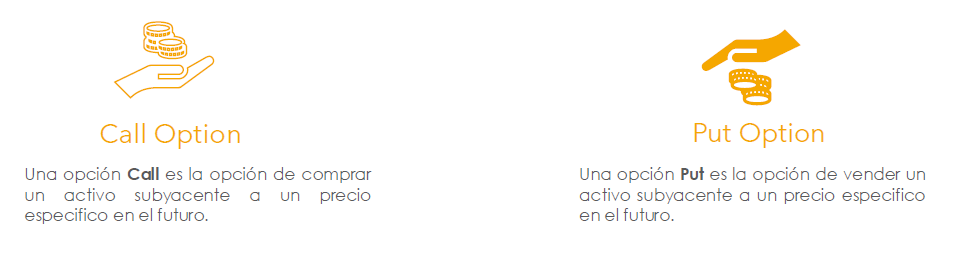 Call Option
Una opción Call es la opción de comprar
un activo subyacente a un precio
especifico en el futuro.
Put Option
Una opción Put es la opción de vender un
activo subyacente a un precio especifico
en el futuro.